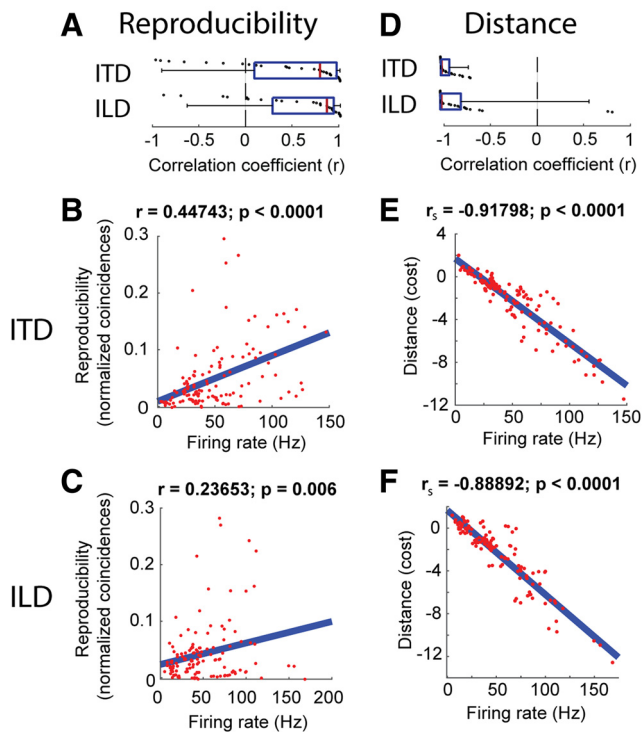 A Reproducibility
ITD
ILD
-1 -0.5 0 0.5 1
Correlation coefficient (r)
D Distance
ITD
ILD
-1 -0.5 0 0.5 1
Correlation coefficient (r)
ITD
B r = 0.44743; p < 0.0001
Reproducibility
(normalized coincidences)
0.3
0.2
0.1
0
0 50 100 150
Firing rate (Hz)
E rs = -0.91798; p < 0.0001
Distance (cost)
4
0
-4
-8
-12
0 50 100 150
Firing rate (Hz)
ILD
C r = 0.23653; p = 0.006
Reproducibility
(normalized coincidences)
0.3
0.2
0.1
0
0 50 100 150 200
Firing rate (Hz)
F rs = -0.88892; p < 0.0001
Distance (cost)
0
-4
-8
-12
0 50 100 150
Firing rate (Hz)